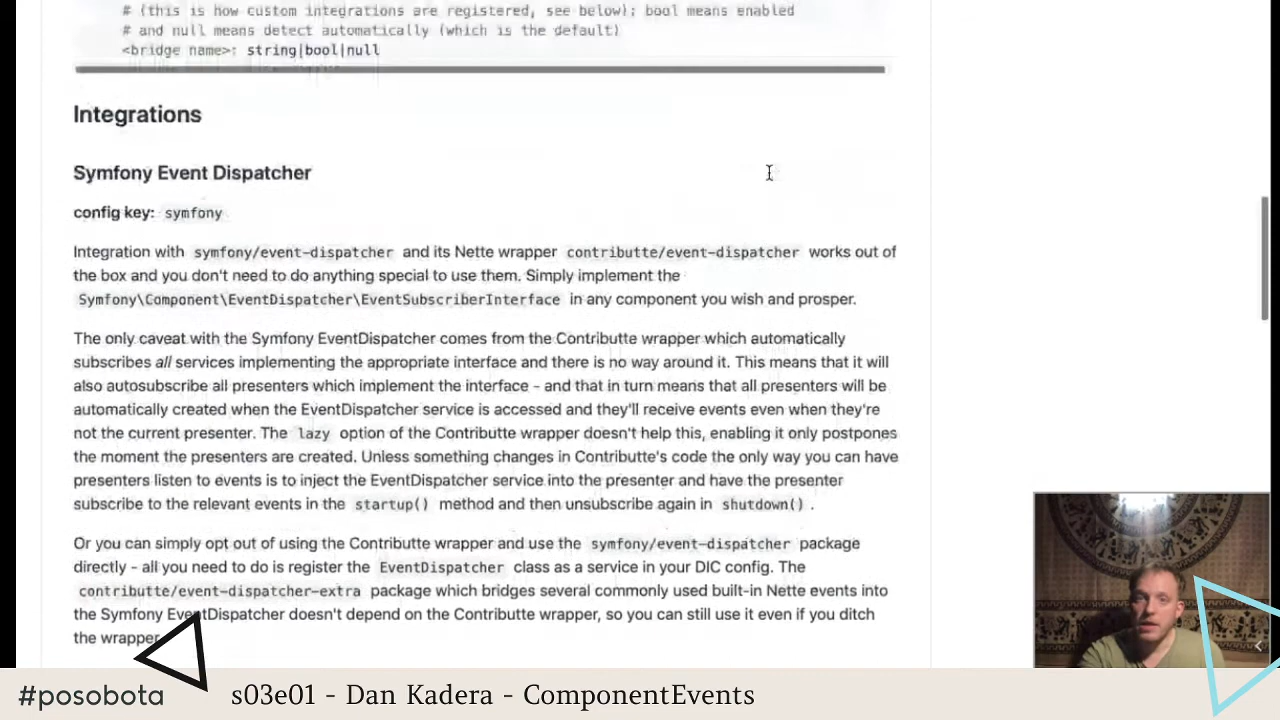 # (this is how custom integrations are registered, see below); bool means enabled
# and null means detect automatically (which is the default)
<bridge name>: string|bool|null
Integrations
Symfony Event Dispatcher
config key: symfony
Integration with symfony/event-dispatcher and its Nette wrapper contributte/event-dispatcher works out of
the box and you don't need to do anything special to use them. Simply implement the
Symfony\Component\EventDispatcher\EventSubscriberInterface in any component you wish and prosper.
The only caveat with the Symfony EventDispatcher comes from the Contributte wrapper which automatically
subscribes all services implementing the appropriate interface and there is no way around it. This means that it will
also autosubscribe all presenters which implement the interface - and that in turn means that all presenters will be
automatically created when the EventDispatcher service is accessed and they'll receive events even when they're
not the current presenter. The lazy option of the Contributte wrapper doesn't help this, enabling it only postpones
the moment the presenters are created. Unless something changes in Contributte's code the only way you can have
presenters listen to events is to inject the EventDispatcher service into the presenter and have the presenter
subscribe to the relevant events in the startup() method and then unsubscribe again in shutdown() .
Or you can simply opt out of using the Contributte wrapper and use the symfony/event-dispatcher package
directly - all you need to do is register the EventDispatcher class as a service in your DIC config. The
contributte/event-dispatcher-extra package which bridges several commonly used built-in Nette events into
the Symfony EventDispatcher doesn't depend on the Contributte wrapper, so you can still use it even if you ditch
the wrapper
#posobota s03e01 - Dan Kadera - ComponentEvents